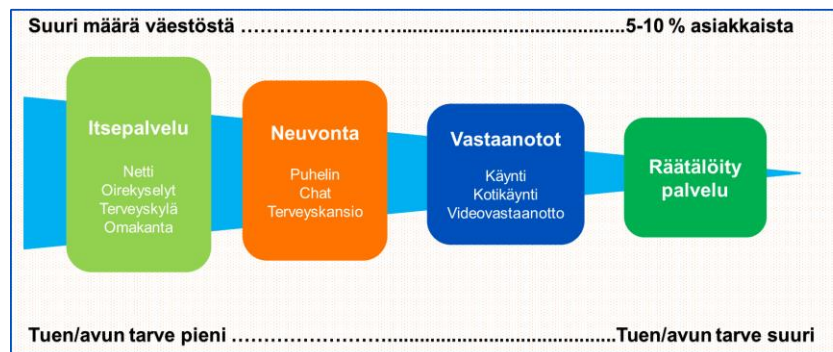 Suuri määrä väestöstä ……………………….....................................................5-10 % asiakkaista
Itsepalvelu
Netti
Oirekyselyt
Terveyskylä
Omakanta
Neuvonta
Puhelin
Chat
Terveyskansio
Vastaanotot
Käynti
Kotikäynti
Videovastaanotto
Räätälöity
palvelu
Tuen/avun tarve pieni ……………………….....................................................Tuen/avun tarve suuri